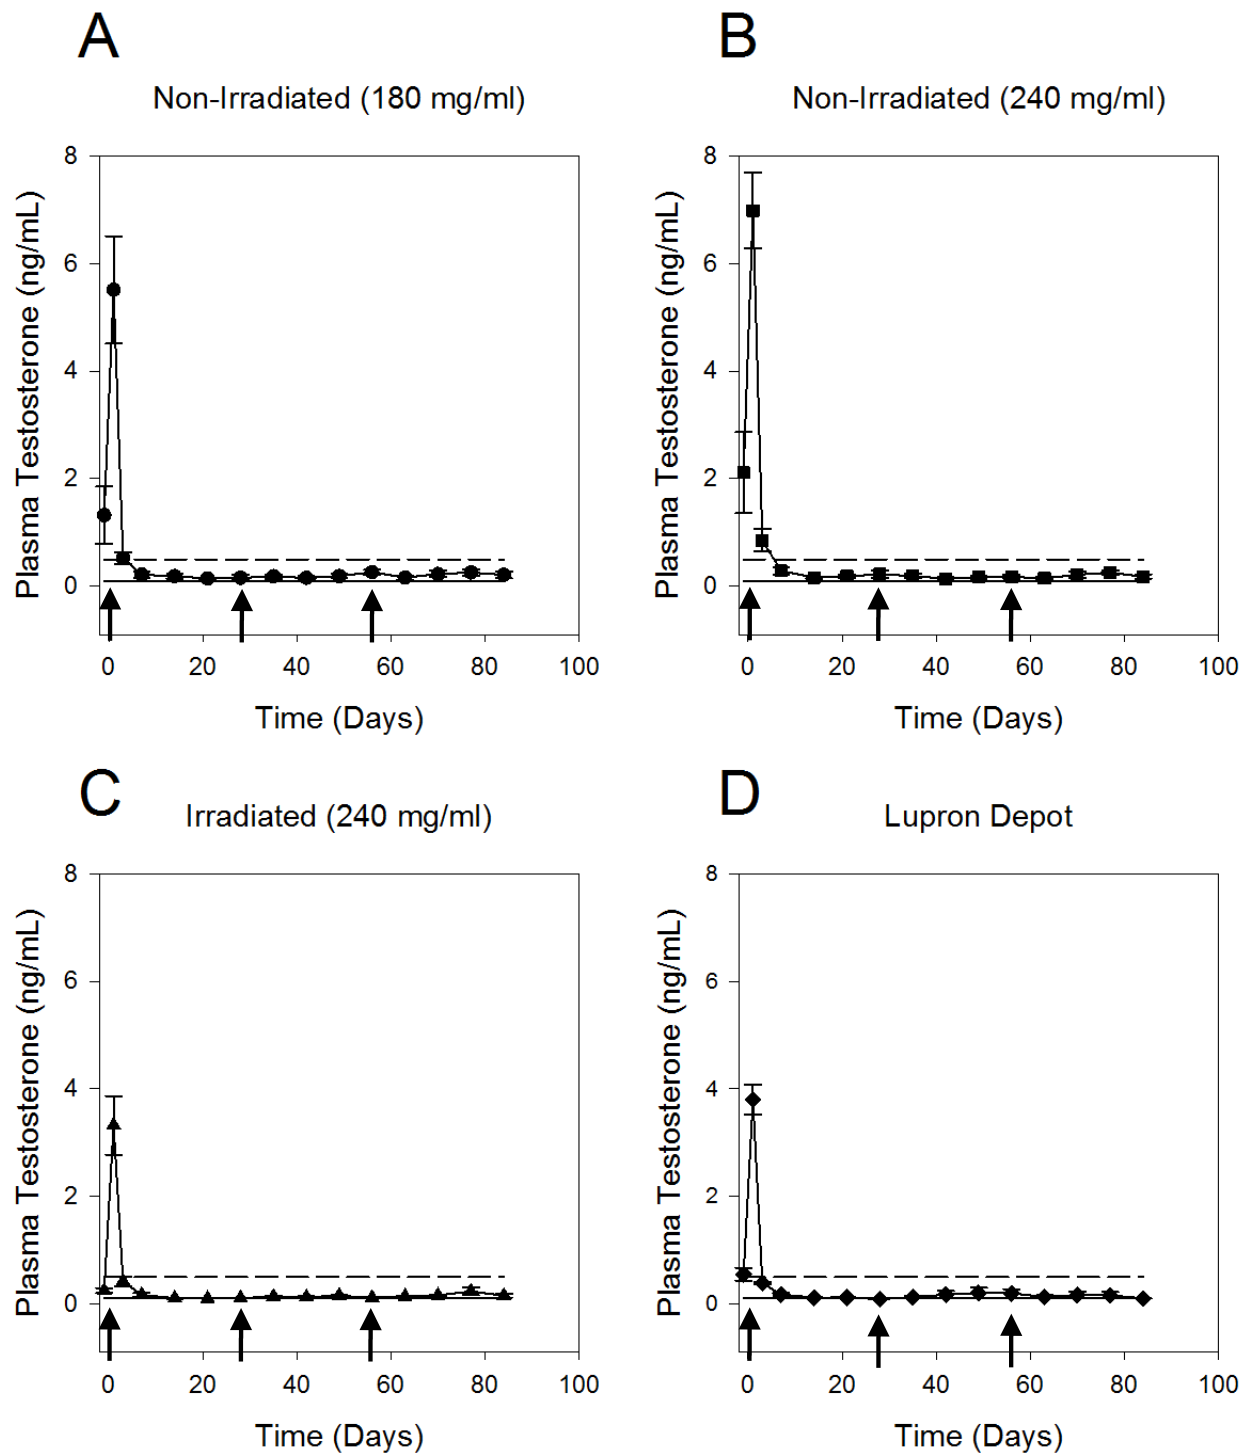 A
Non-Irradiated (180 mg/ml)
Plasma Testosterone (ng/mL)
8
6
4
2
0
0 20 40 60 80 100
Time (Days)
B
Non-Irradiated (240 mg/ml)
Plasma Testosterone (ng/mL)
8
6
4
2
0
0 20 40 60 80 100
Time (Days)
C
Irradiated (240 mg/ml)
Plasma Testosterone (ng/mL)
8
6
4
2
0
0 20 40 60 80 100
Time (Days)
D
Lupron Depot
Plasma Testosterone (ng/mL)
8
6
4
2
0
0 20 40 60 80 100
Time (Days)